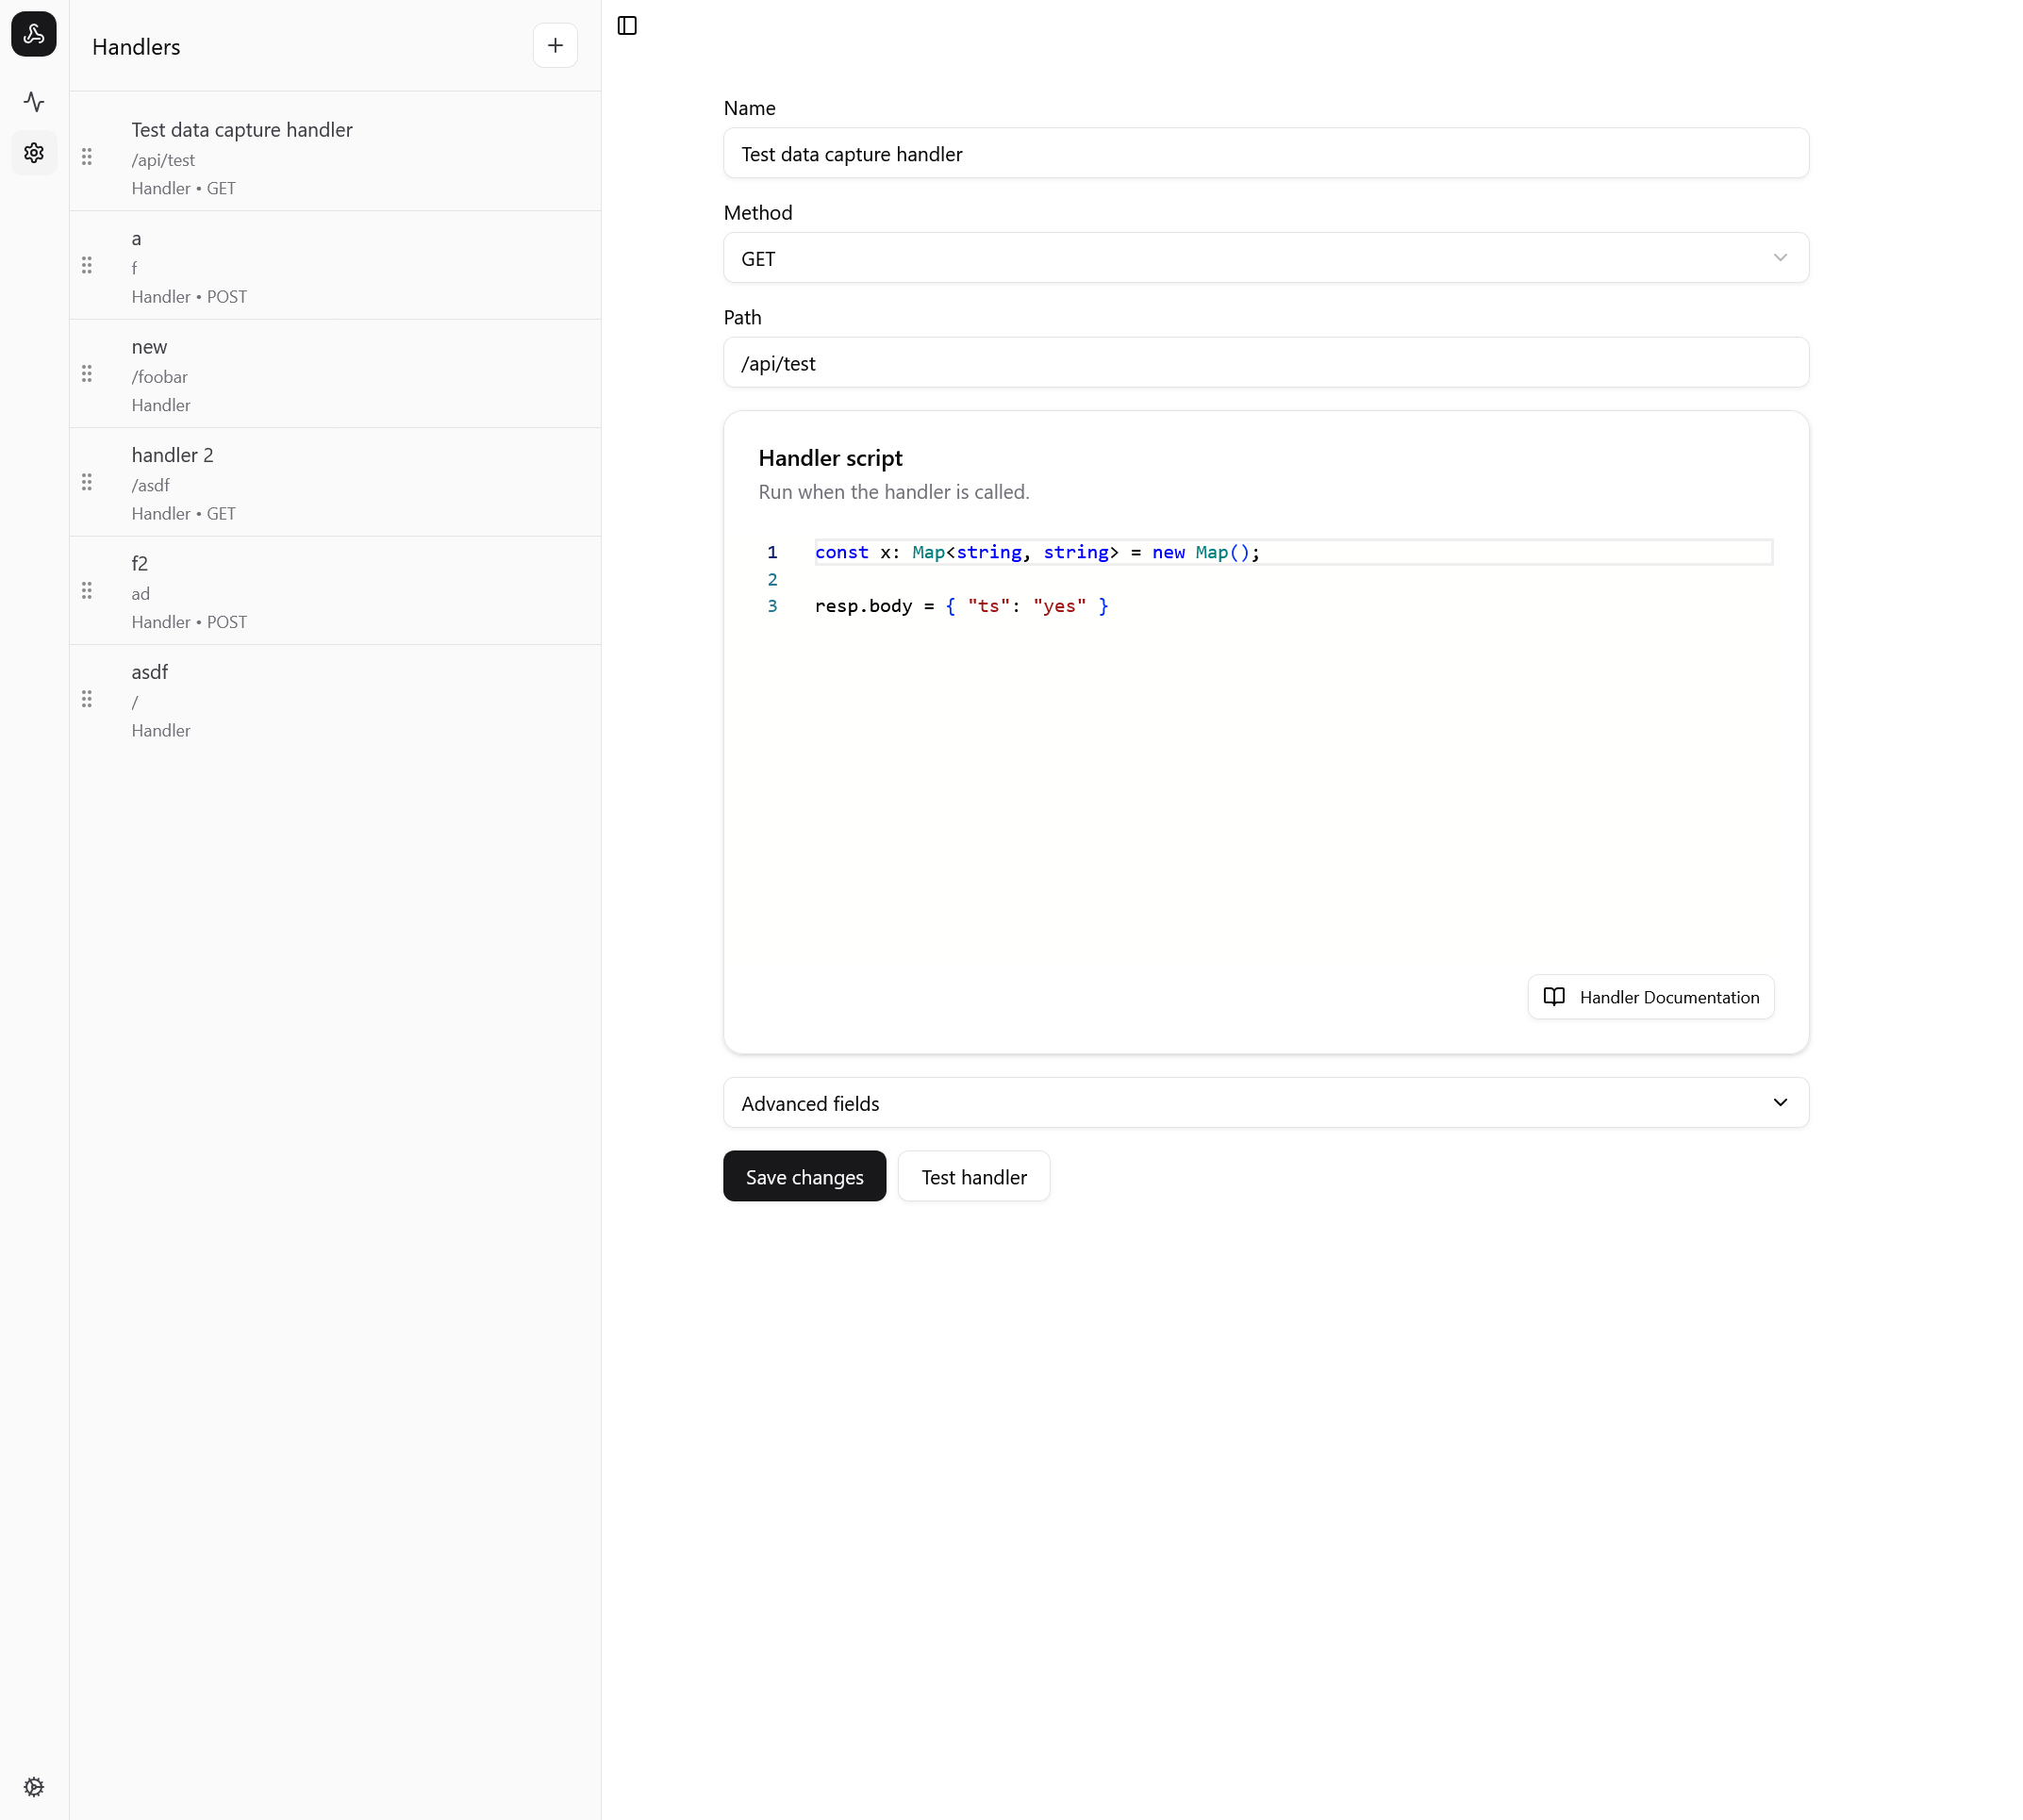 Handlers
Test data capture handler
/api/test
Handler • GET
a
f
Handler • POST
new
/foobar
Handler
handler 2
/asdf
Handler • GET
f2
ad
Handler • POST
asdf
/
Handler
Name
Test data capture handler
Method
GET
Path
/api/test
Handler script
Run when the handler is called.
1 const x: Map<string, string> = new Map();
2
3 resp.body = { "ts": "yes" }
Handler Documentation
Advanced fields
Save changes
Test handler